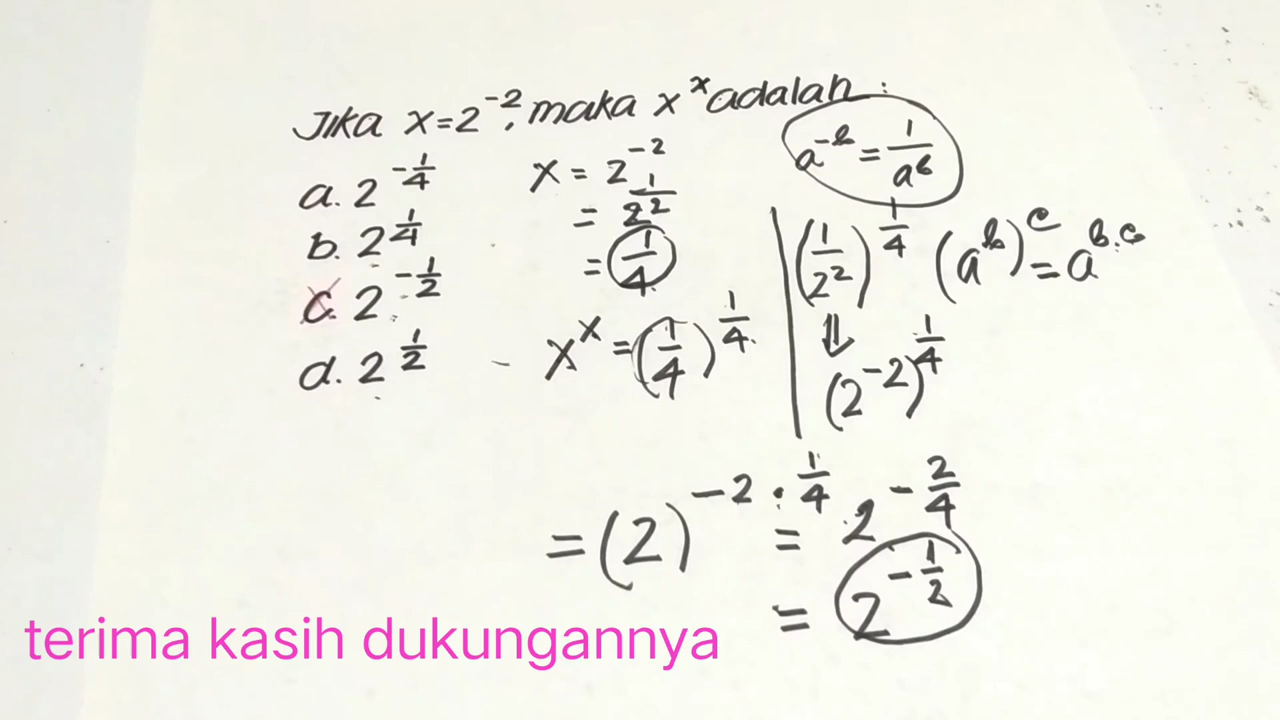 Jika x = 2^{-2}, maka x^x adalah :
a. 2^{-1/4}
b. 2^{1/4}
c. 2^{-1/2}
d. 2^{1/2}
x = 2^{-2}
= 1/2^2
= 1/4
x^x = (1/4)^{1/4}
a^{-b} = 1/a^b
(1/2^2)^{1/4} (a^b)^c = a^{b.c}
⇓
(2^{-2})^{1/4}
= (2)^{-2 · 1/4} = 2^{-2/4}
= 2^{-1/2}
terima kasih dukungannya